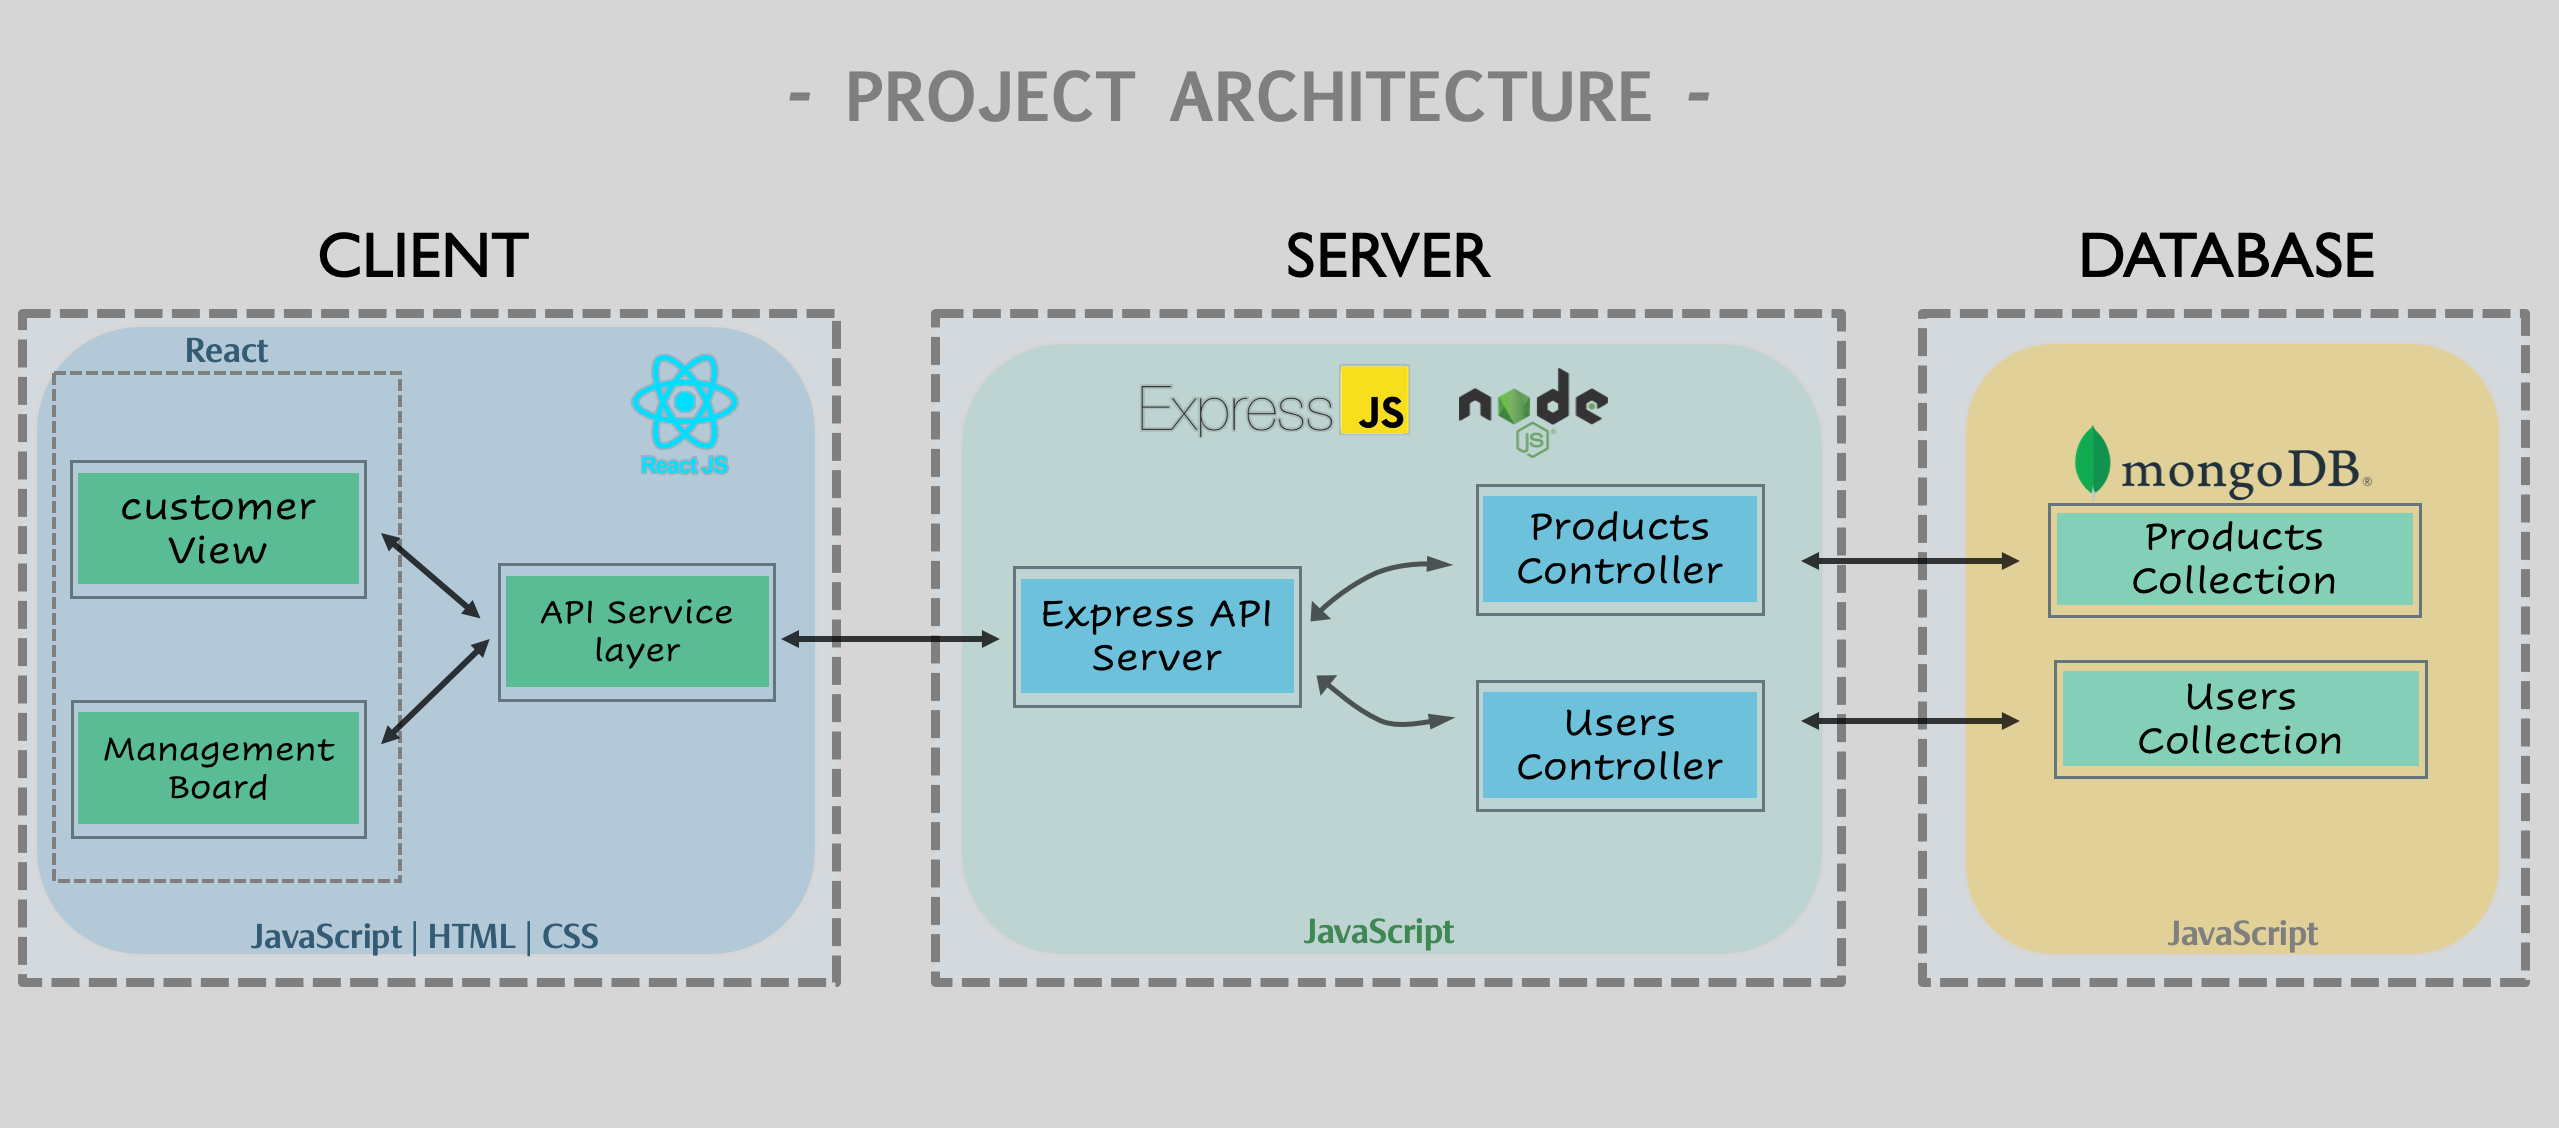 - PROJECT ARCHITECTURE -
CLIENT
SERVER
DATABASE
React
React JS
customer
View
Management
Board
API Service
layer
JavaScript | HTML | CSS
Express JS
node
JS
Express API
Server
Products
Controller
Users
Controller
JavaScript
mongoDB®
Products
Collection
Users
Collection
JavaScript